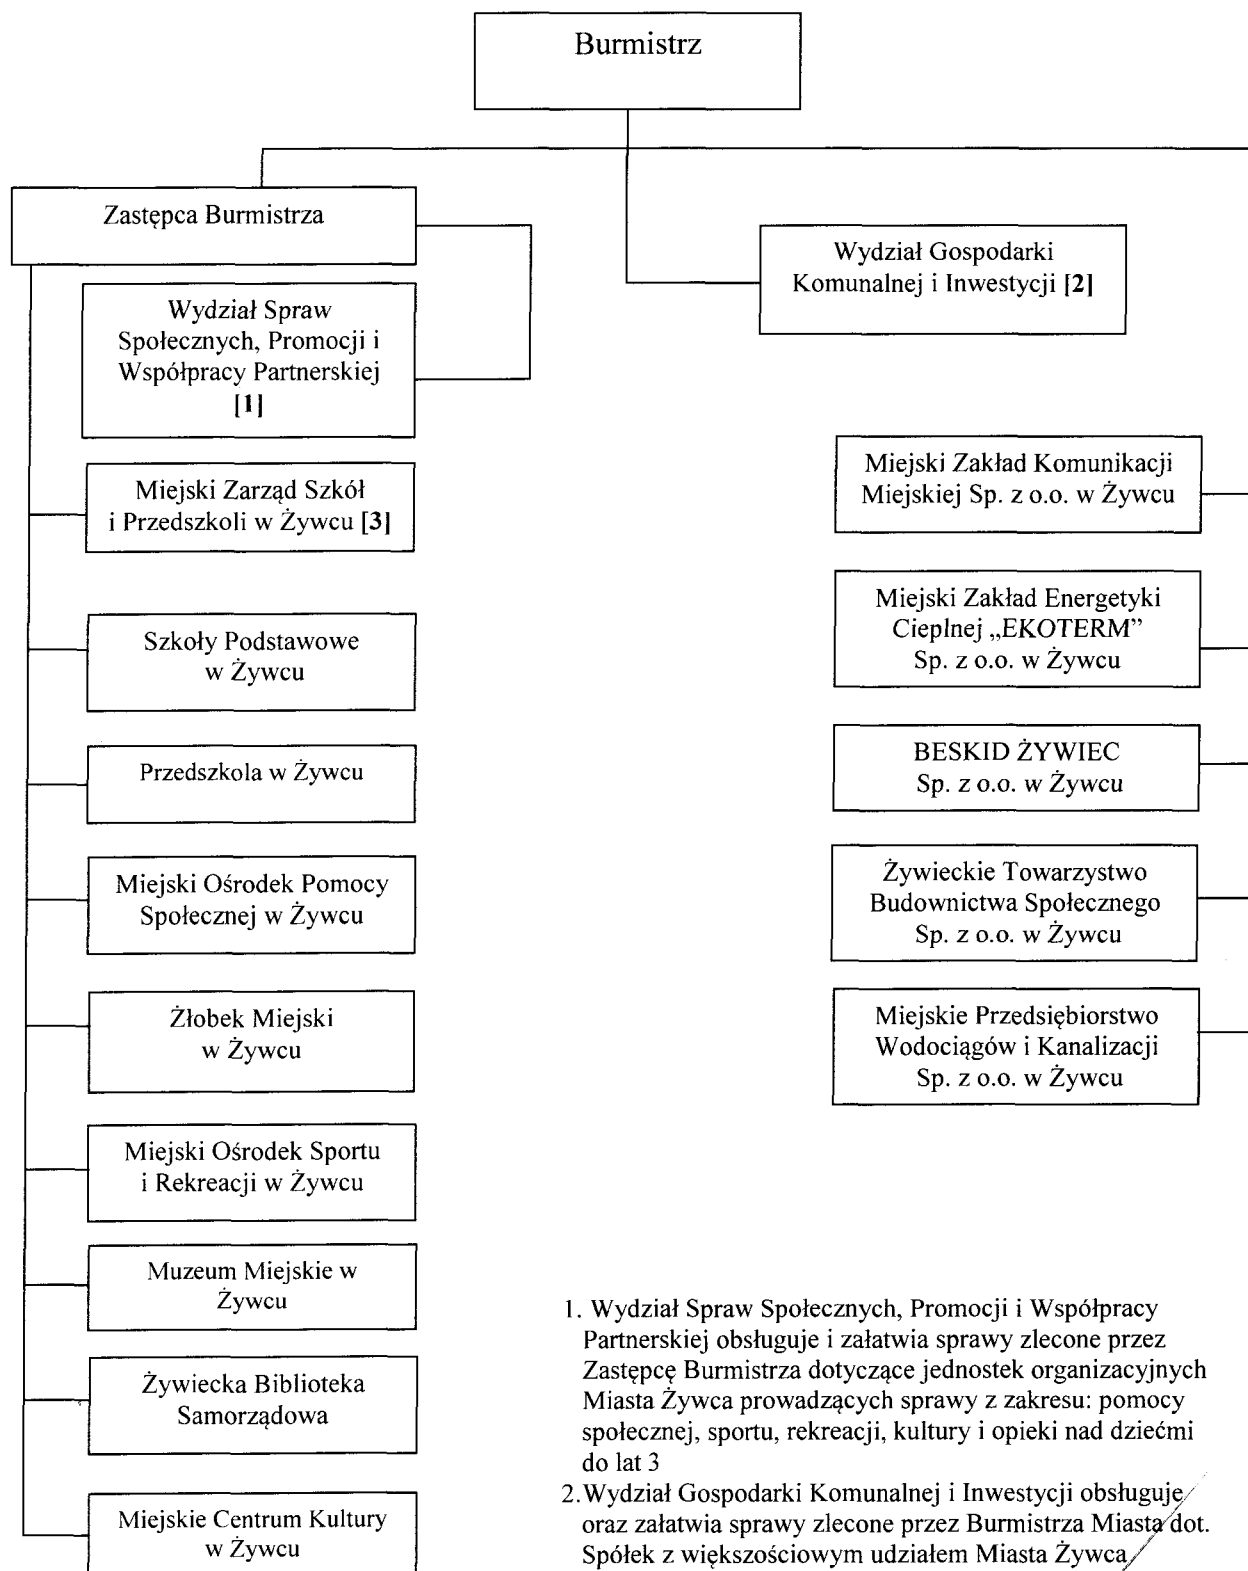 Burmistrz
Zastępca Burmistrza
Wydział Spraw
Społecznych, Promocji i
Współpracy Partnerskiej
[1]
Miejski Zarząd Szkół
i Przedszkoli w Żywcu [3]
Szkoły Podstawowe
w Żywcu
Przedszkola w Żywcu
Miejski Ośrodek Pomocy
Społecznej w Żywcu
Żłobek Miejski
w Żywcu
Miejski Ośrodek Sportu
i Rekreacji w Żywcu
Muzeum Miejskie w
Żywcu
Żywiecka Biblioteka
Samorządowa
Miejskie Centrum Kultury
w Żywcu
Wydział Gospodarki
Komunalnej i Inwestycji [2]
Miejski Zakład Komunikacji
Miejskiej Sp. z o.o. w Żywcu
Miejski Zakład Energetyki
Cieplnej „EKOTERM”
Sp. z o.o. w Żywcu
BESKID ŻYWIEC
Sp. z o.o. w Żywcu
Żywieckie Towarzystwo
Budownictwa Społecznego
Sp. z o.o. w Żywcu
Miejskie Przedsiębiorstwo
Wodociągów i Kanalizacji
Sp. z o.o. w Żywcu
1. Wydział Spraw Społecznych, Promocji i Współpracy
Partnerskiej obsługuje i załatwia sprawy zlecone przez
Zastępcę Burmistrza dotyczące jednostek organizacyjnych
Miasta Żywca prowadzących sprawy z zakresu: pomocy
społecznej, sportu, rekreacji, kultury i opieki nad dziećmi
do lat 3
2.Wydział Gospodarki Komunalnej i Inwestycji obsługuje
oraz załatwia sprawy zlecone przez Burmistrza Miasta dot.
Spółek z większościowym udziałem Miasta Żywca